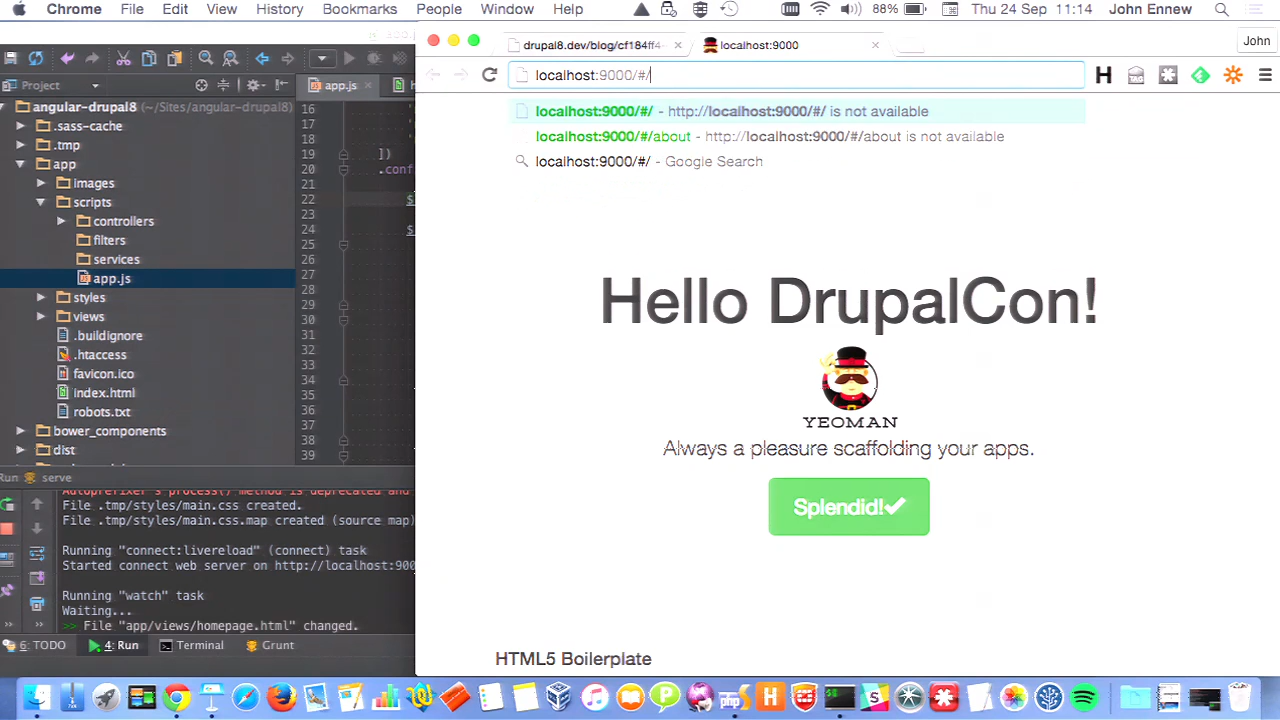 Chrome File Edit View History Bookmarks People Window Help 88% Thu 24 Sep 11:14 John Ennew
drupal8.dev/blog/cf184ff4- localhost:9000 John
localhost:9000/#/
localhost:9000/#/ - http://localhost:9000/#/ is not available
localhost:9000/#/about - http://localhost:9000/#/about is not available
localhost:9000/#/ - Google Search
Project
app.js
angular-drupal8 (~/Sites/angular-drupal8)
.sass-cache
.tmp
app
images
scripts
controllers
filters
services
app.js
styles
views
.buildignore
.htaccess
favicon.ico
index.html
robots.txt
bower_components
dist
16
17
18
19 ])
20 .conf
21
22 $
23
24 $
25
26
27
28
29
30
31
32
33
34
35
36
37
38
39
Hello DrupalCon!
YEOMAN
Always a pleasure scaffolding your apps.
Splendid!
HTML5 Boilerplate
Run serve
Autoprefixer's process() method is deprecated and
File .tmp/styles/main.css created.
File .tmp/styles/main.css.map created (source map)
Running "connect:livereload" (connect) task
Started connect web server on http://localhost:900
Running "watch" task
Waiting...
>> File "app/views/homepage.html" changed.
6: TODO 4: Run Terminal Grunt